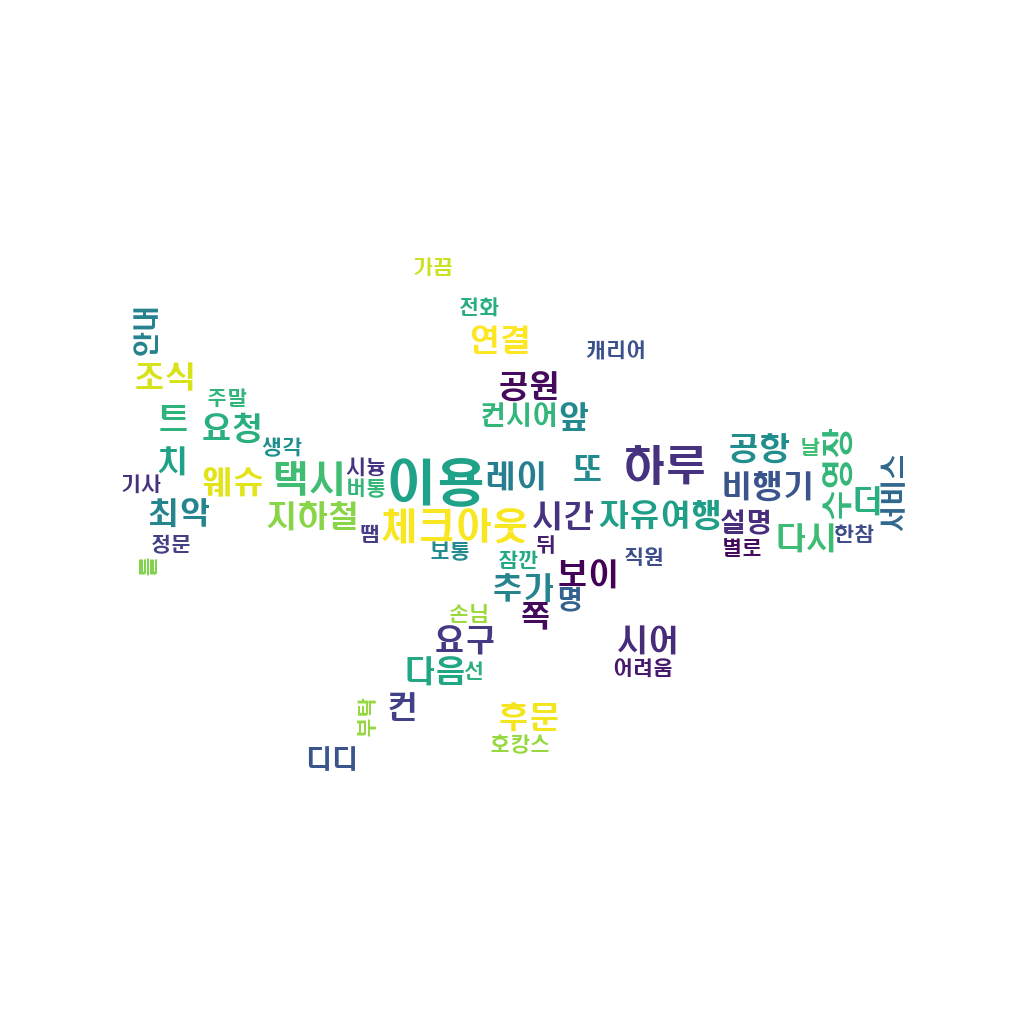 가끔
전화
안내
연결
캐리어
조식
공원
주말
트
요청
컨시어
앞
생각
공항
날
수영장
치
웨슈
택시
시늉
이용
레이
또
하루
비행기
서비스
기사
버통
더
최악
지하철
땜
체크아웃
시간
자유여행
설명
다시
한참
정문
보통
뒤
별로
틀
잠깐
직원
추가
보이
명
손님
쪽
요구
시어
다음
선
어려움
부탁
컨
후문
호캉스
디디